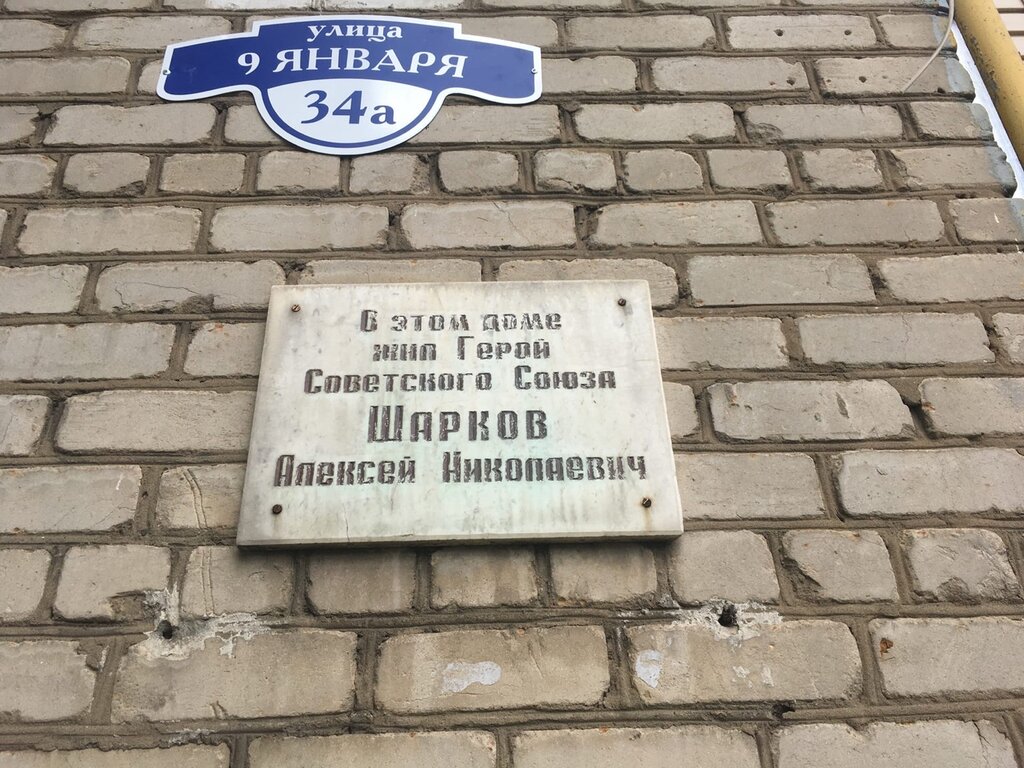 улица
9 ЯНВАРЯ
34а
В этом доме
жил Герой
Советского Союза
ШАРКОВ
Алексей Николаевич